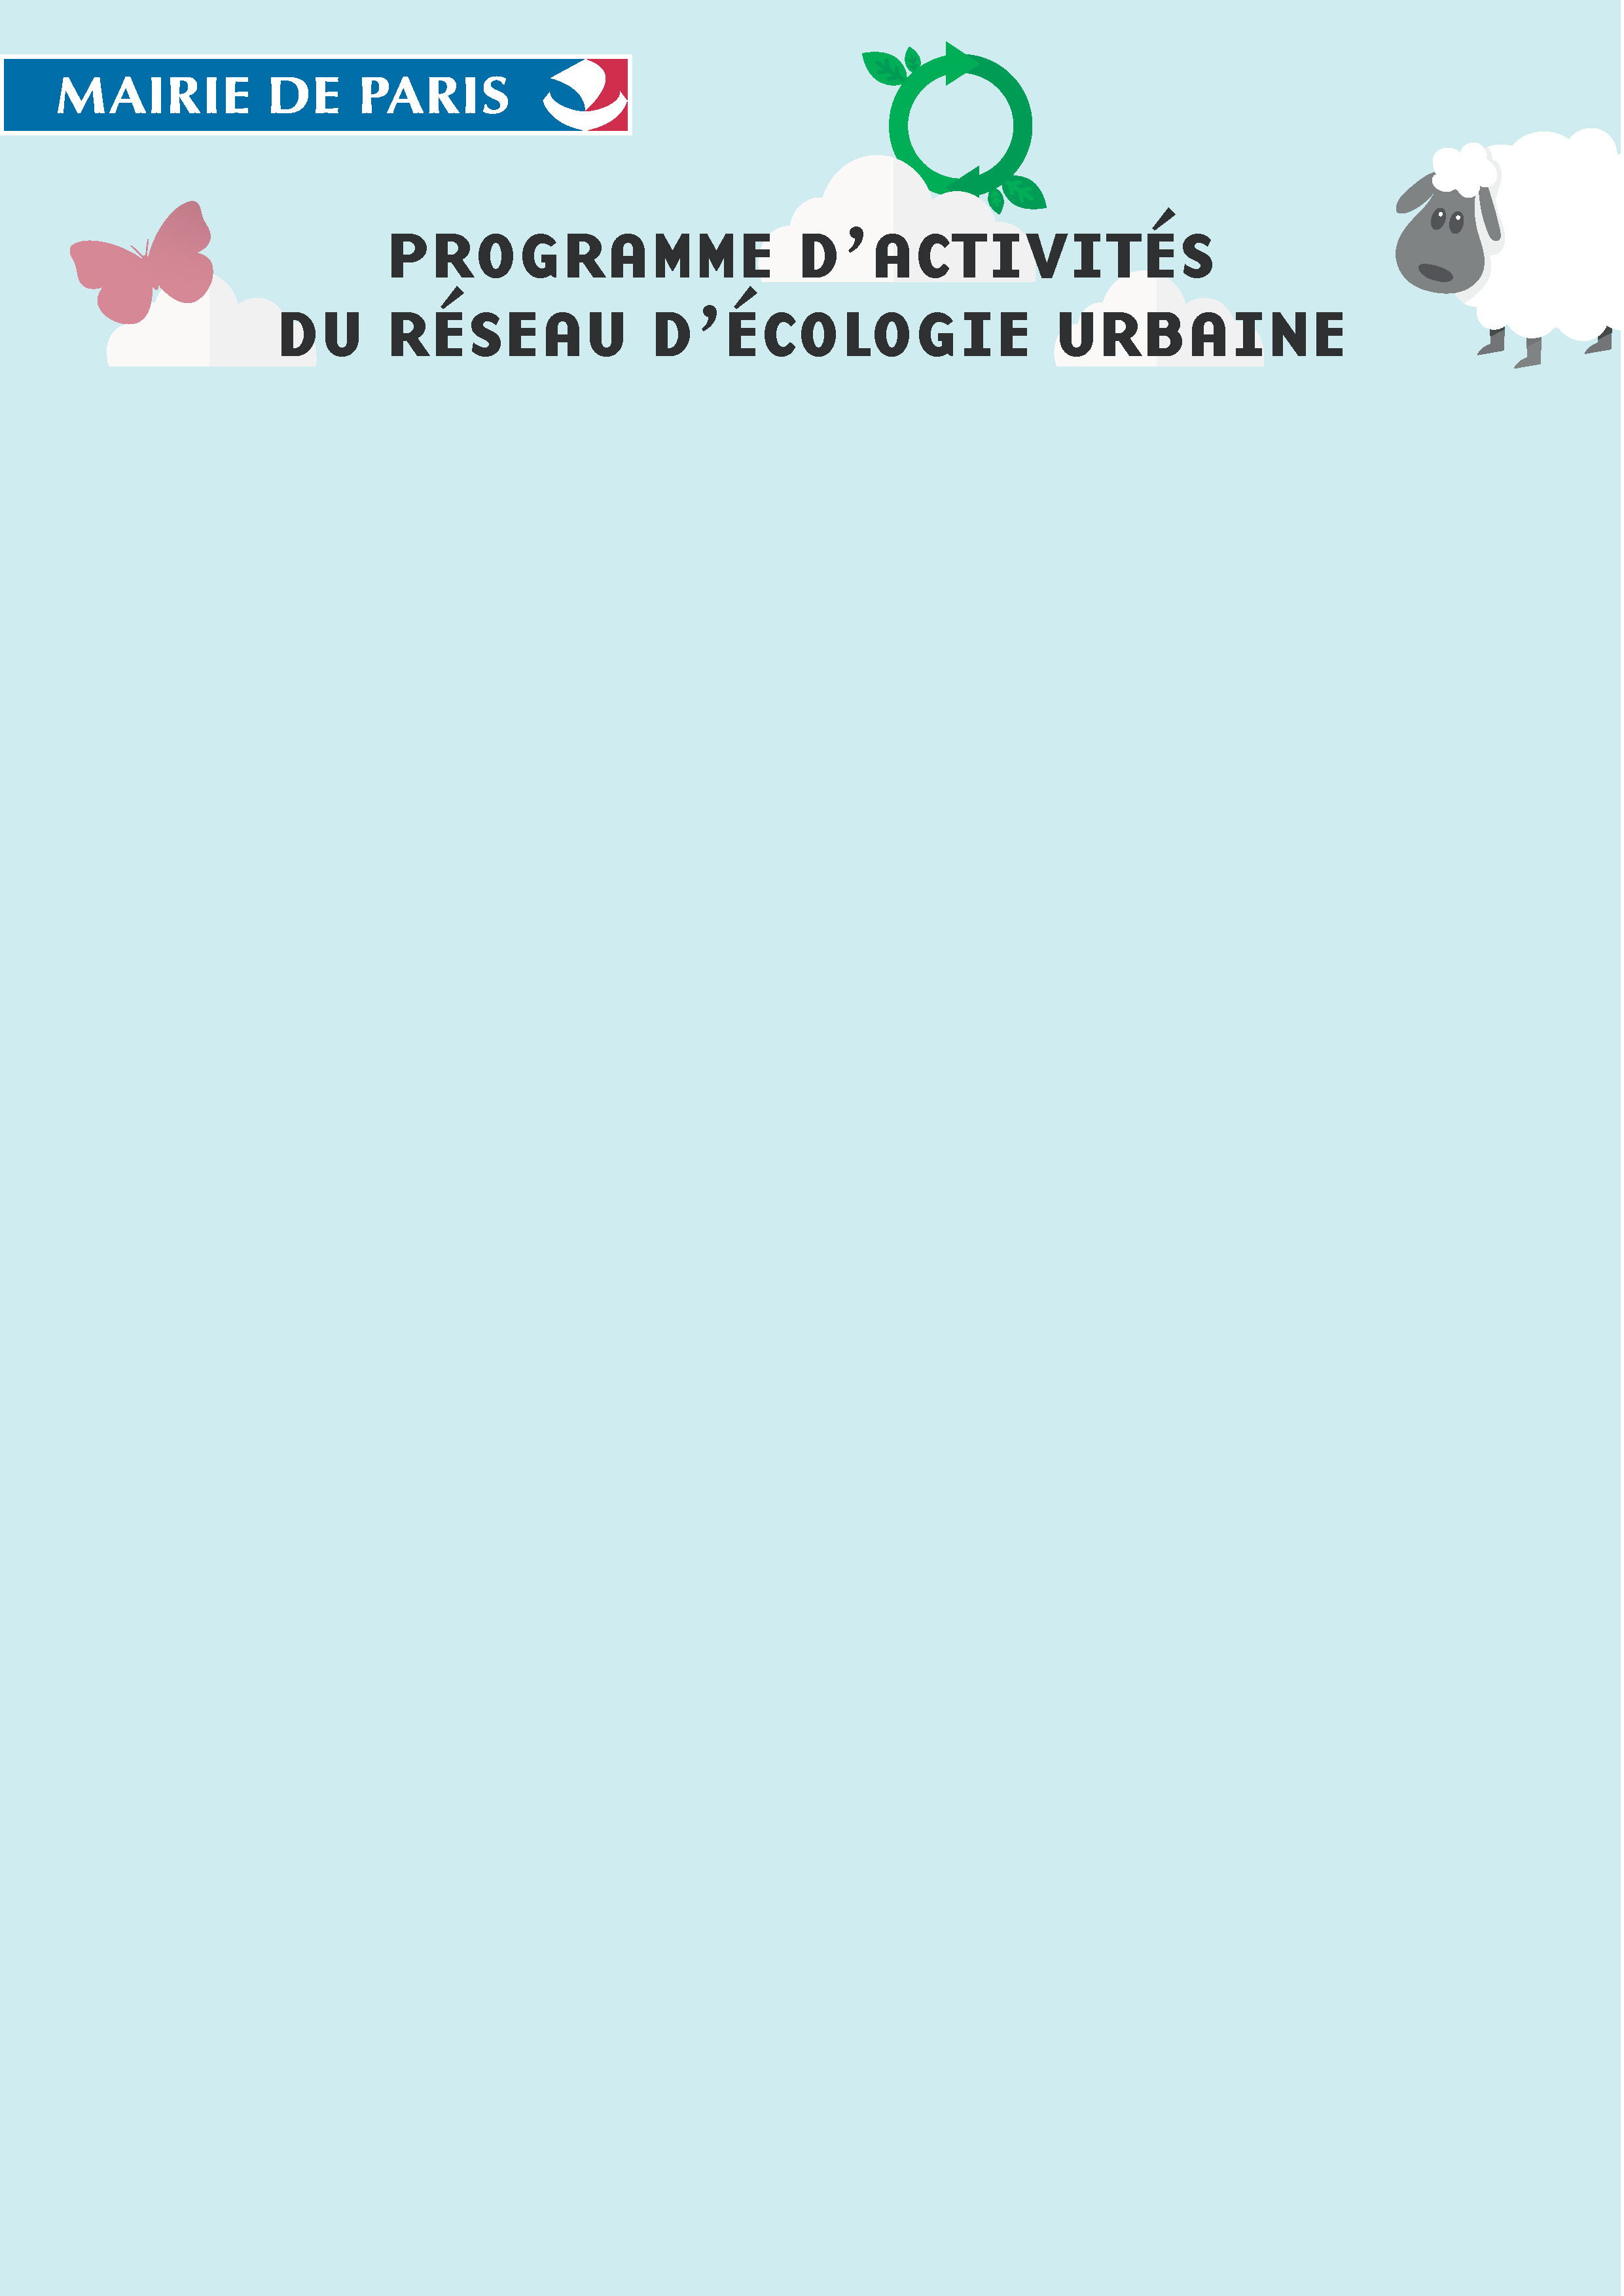 MAIRIE DE PARIS
PROGRAMME D’ACTIVITÉS
DU RÉSEAU D’ÉCOLOGIE URBAINE